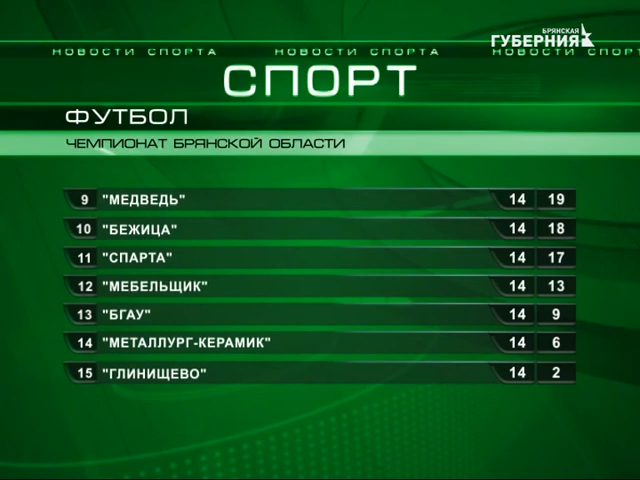 БРЯНСКАЯ
ГУБЕРНИЯ
НОВОСТИ СПОРТА НОВОСТИ СПОРТА НОВОСТИ СПОРТ
СПОРТ
ФУТБОЛ
ЧЕМПИОНАТ БРЯНСКОЙ ОБЛАСТИ
9 "МЕДВЕДЬ" 14 19
10 "БЕЖИЦА" 14 18
11 "СПАРТА" 14 17
12 "МЕБЕЛЬЩИК" 14 13
13 "БГАУ" 14 9
14 "МЕТАЛЛУРГ-КЕРАМИК" 14 6
15 "ГЛИНИЩЕВО" 14 2